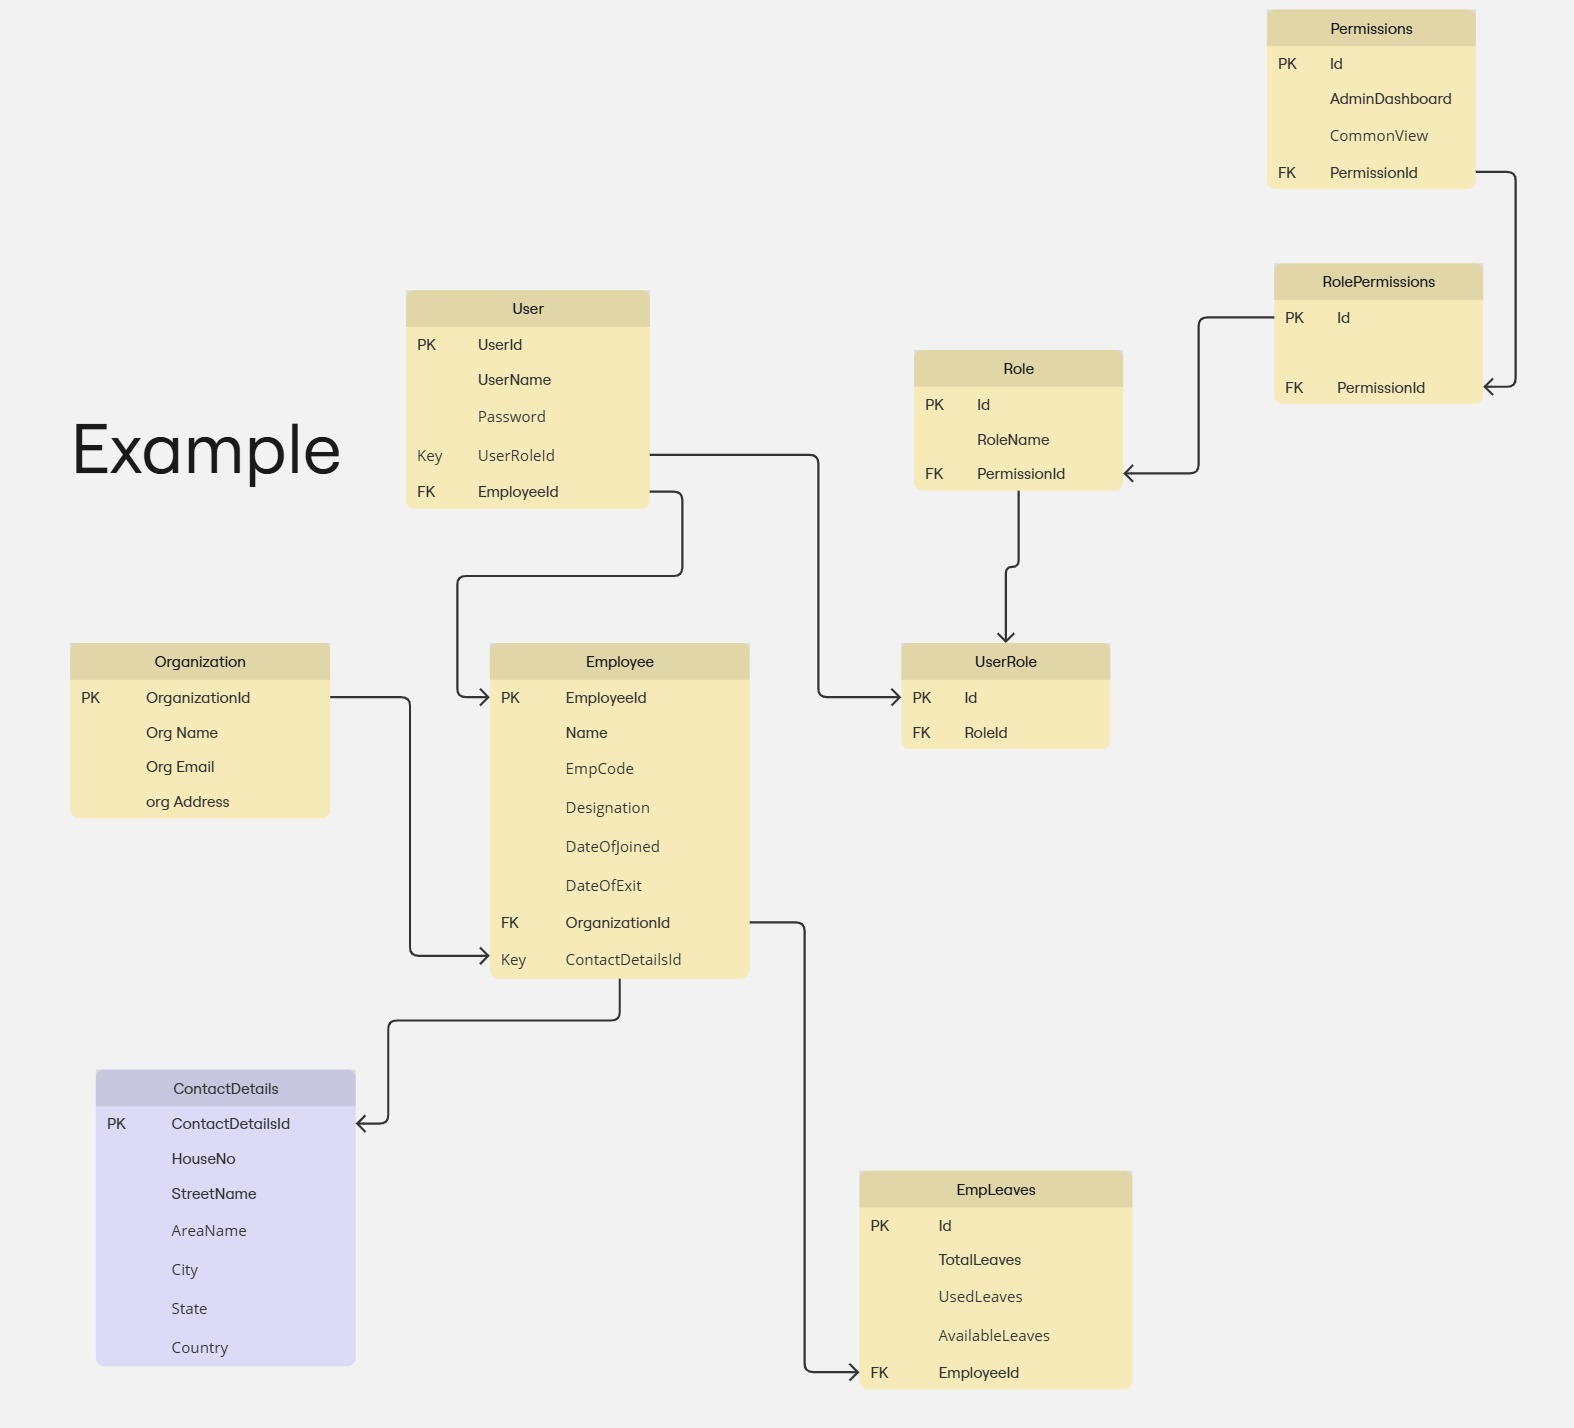 Permissions
PK Id
AdminDashboard
CommonView
FK PermissionId
RolePermissions
PK Id
FK PermissionId
User
PK UserId
UserName
Password
Key UserRoleId
FK EmployeeId
Role
PK Id
RoleName
FK PermissionId
Example
Organization
PK OrganizationId
Org Name
Org Email
org Address
Employee
PK EmployeeId
Name
EmpCode
Designation
DateOfJoined
DateOfExit
FK OrganizationId
Key ContactDetailsId
UserRole
PK Id
FK RoleId
ContactDetails
PK ContactDetailsId
HouseNo
StreetName
AreaName
City
State
Country
EmpLeaves
PK Id
TotalLeaves
UsedLeaves
AvailableLeaves
FK EmployeeId